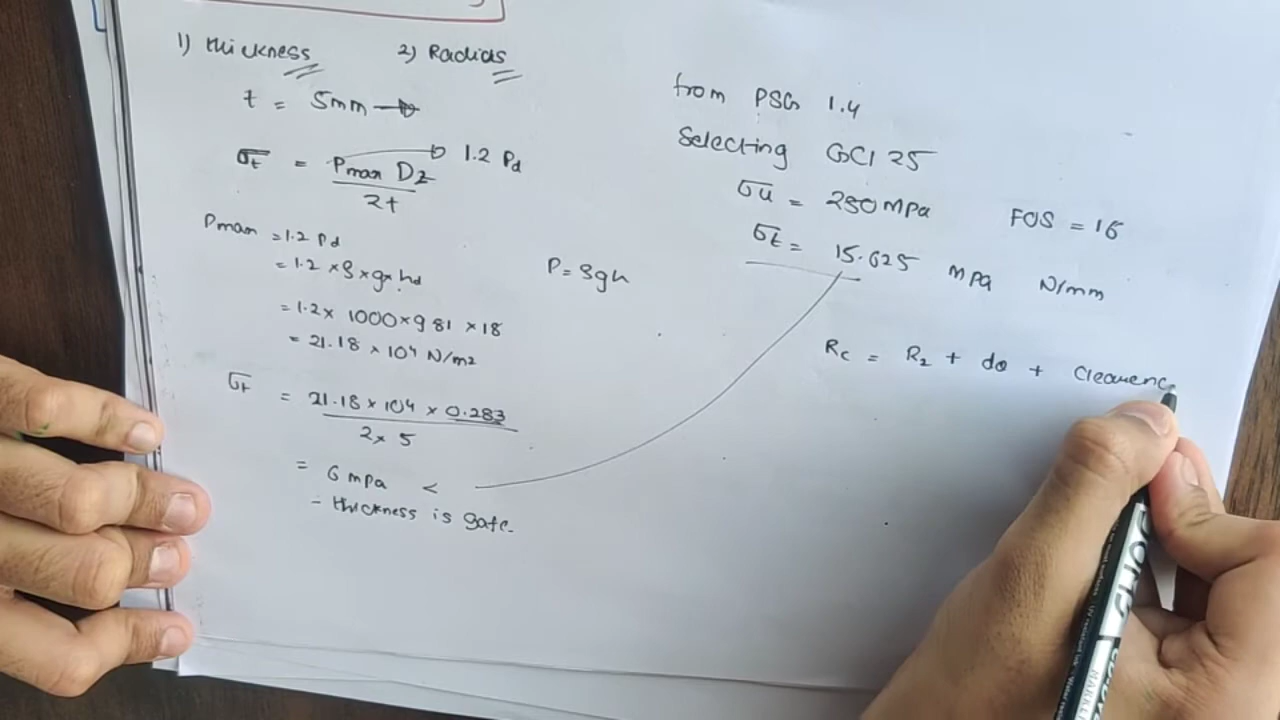 1) thickness 2) Radias
t = 5mm →
σt = Pmax D2 / 2t → 1.2 Pd
Pmax = 1.2 Pd
= 1.2 × ρ × g × hd
P = ρgh
= 1.2 × 1000 × 9.81 × 18
= 21.18 × 10⁴ N/m2
σt = 21.18 × 10⁴ × 0.283 / 2 × 5
= 6 mpa <
- thickness is safe.
from PSG 1.4
Selecting GCI 25
σu = 250 mpa FOS = 16
σt = 15.625 mpa N/mm
Rc = R2 + do + Clearenc